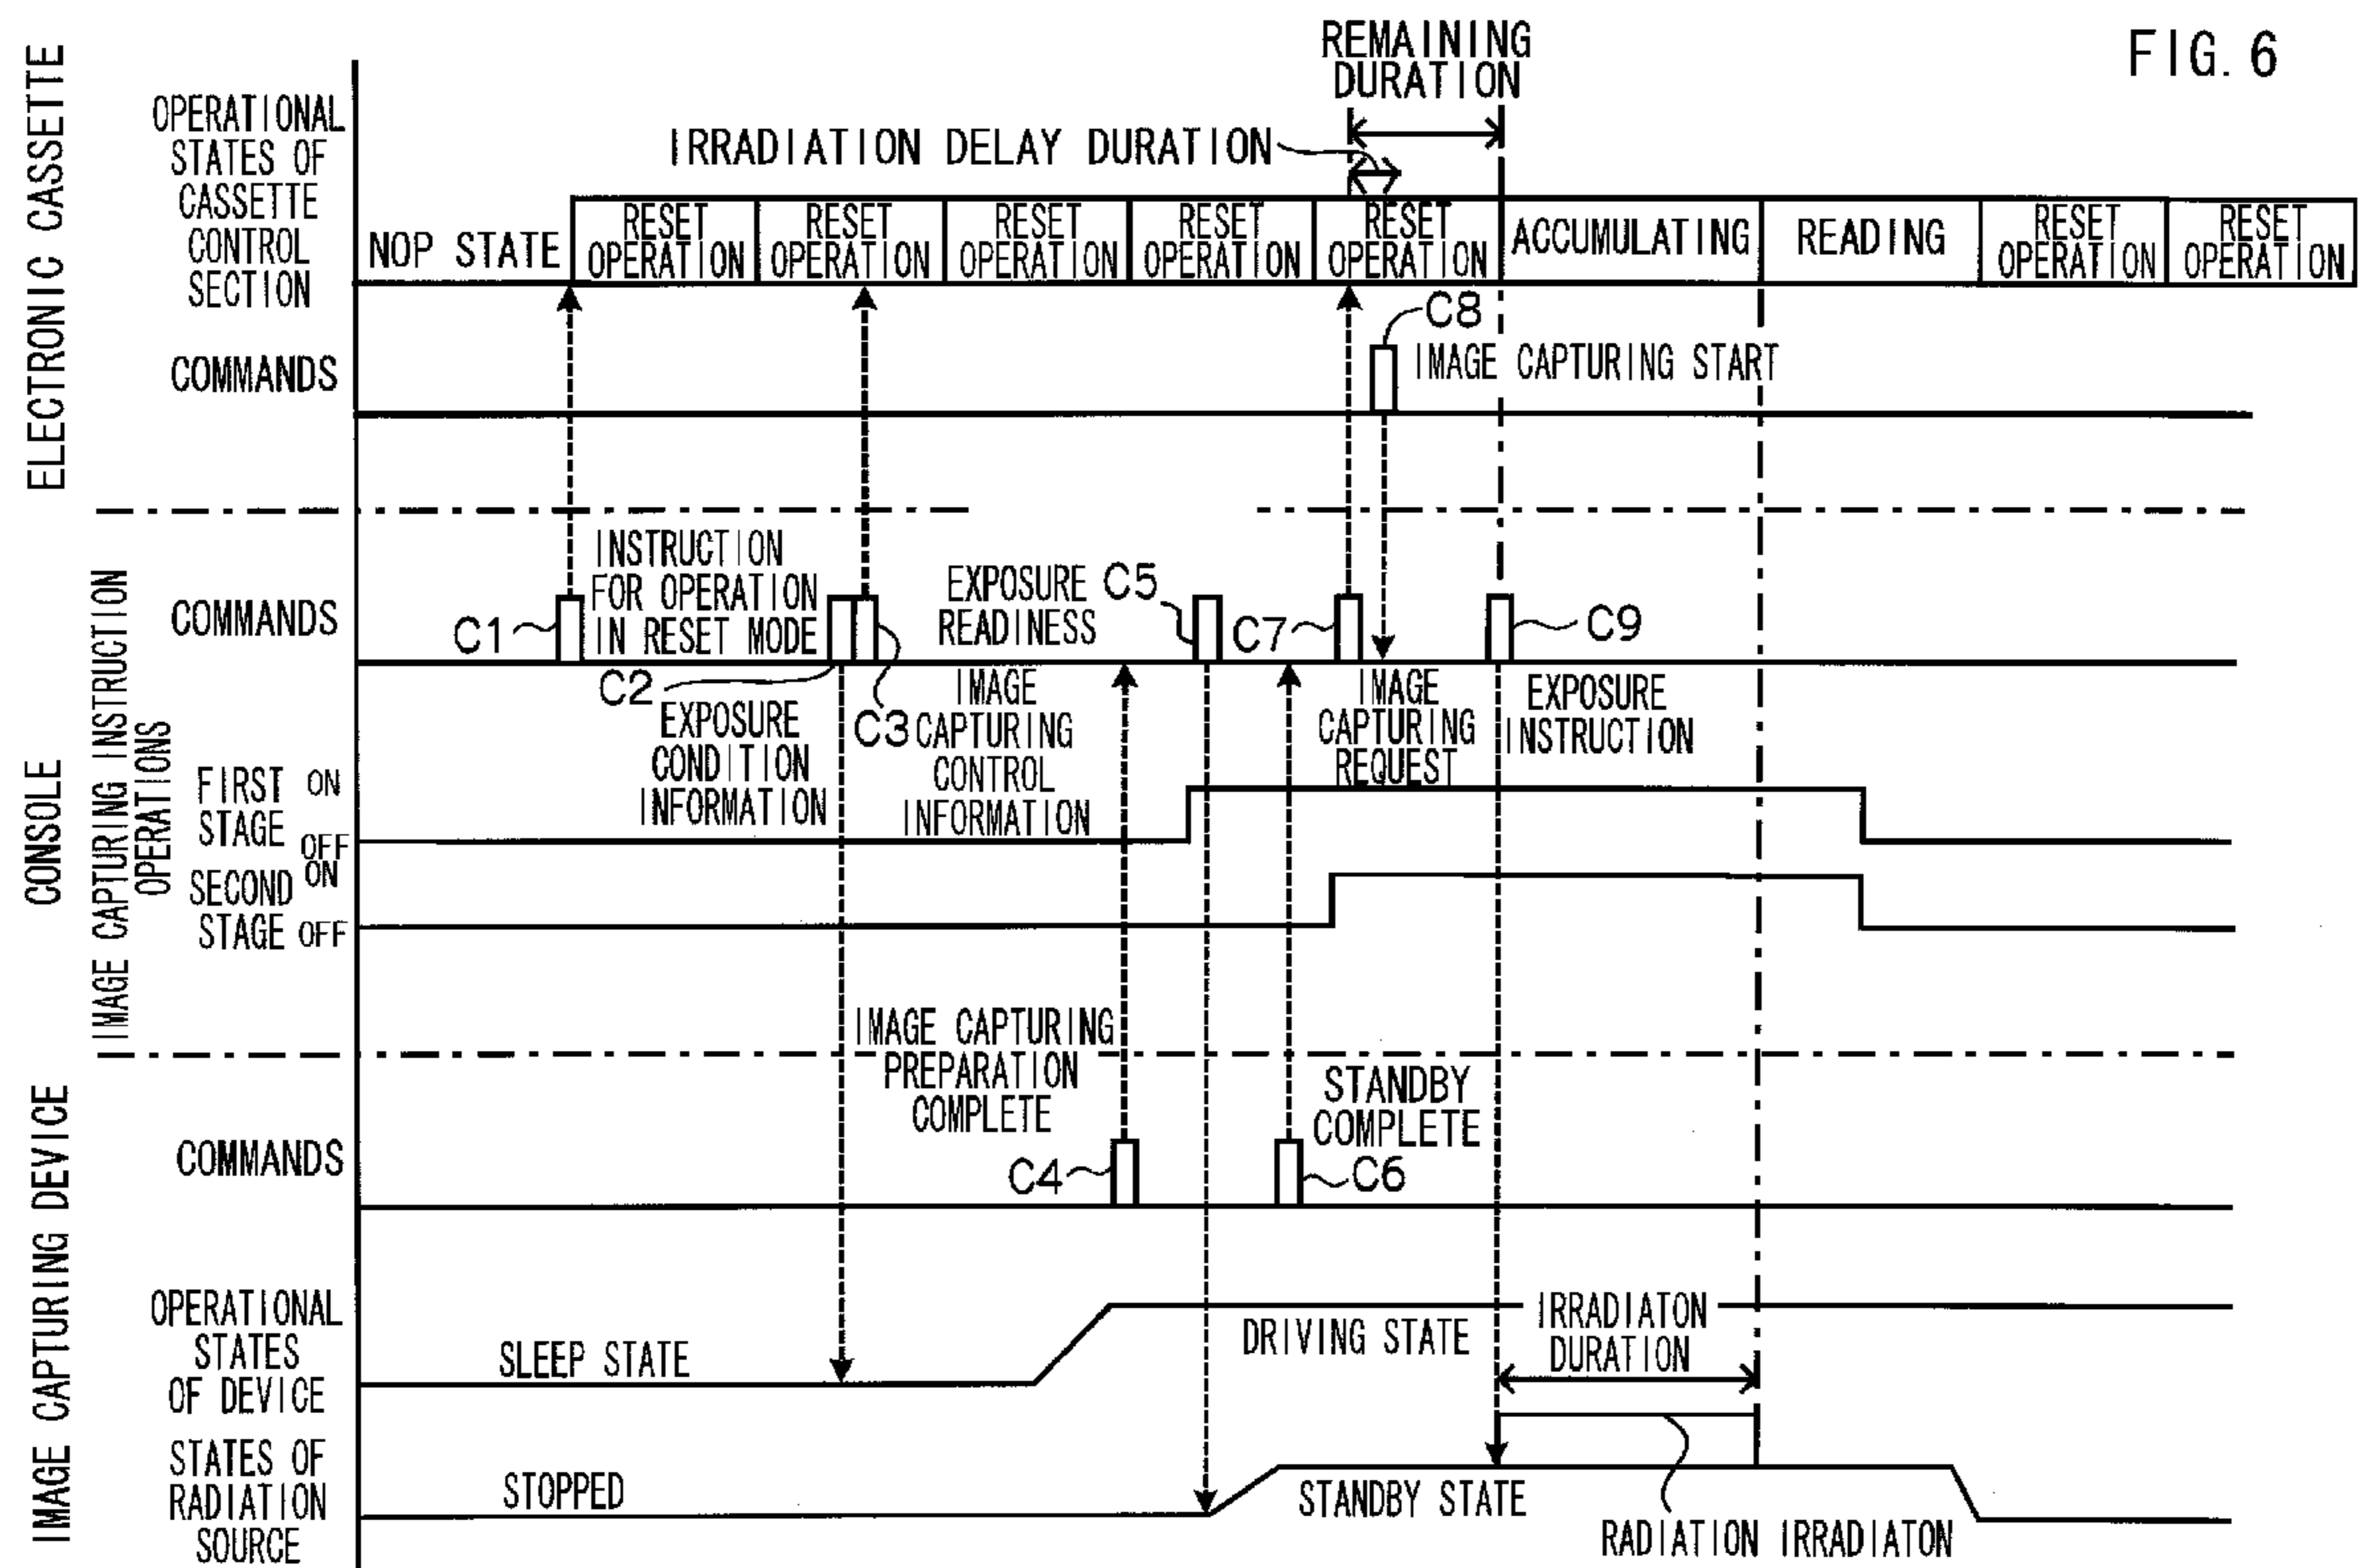 FIG. 6
REMAINING
DURATION
IRRADIATION DELAY DURATION
ELECTRONIC CASSETTE
OPERATIONAL
STATES OF
CASSETTE
CONTROL
SECTION
NOP STATE
RESET
OPERATION
RESET
OPERATION
RESET
OPERATION
RESET
OPERATION
RESET
OPERATION
ACCUMULATING
READING
RESET
OPERATION
RESET
OPERATION
COMMANDS
C8
IMAGE CAPTURING START
CONSOLE
IMAGE CAPTURING INSTRUCTION
OPERATIONS
COMMANDS
C1
INSTRUCTION
FOR OPERATION
IN RESET MODE
C2
EXPOSURE
CONDITION
INFORMATION
C3
IMAGE
CAPTURING
CONTROL
INFORMATION
EXPOSURE
READINESS
C5
C7
IMAGE
CAPTURING
REQUEST
C9
EXPOSURE
INSTRUCTION
FIRST
STAGE
ON
OFF
SECOND
STAGE
ON
OFF
IMAGE CAPTURING DEVICE
COMMANDS
IMAGE CAPTURING
PREPARATION
COMPLETE
C4
STANDBY
COMPLETE
C6
OPERATIONAL
STATES
OF DEVICE
SLEEP STATE
DRIVING STATE
IRRADIATON
DURATION
STATES OF
RADIATION
SOURCE
STOPPED
STANDBY STATE
RADIATION IRRADIATON